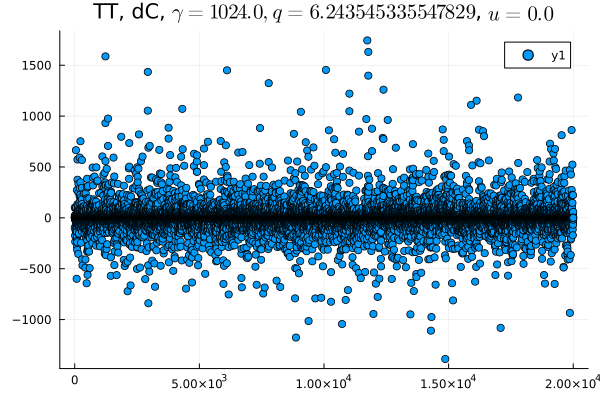 TT, dC, γ = 1024.0, q = 6.243545335547829, u = 0.0
y1
1500
1000
500
0
−500
−1000
0 5.00×10³ 1.00×10⁴ 1.50×10⁴ 2.00×10⁴